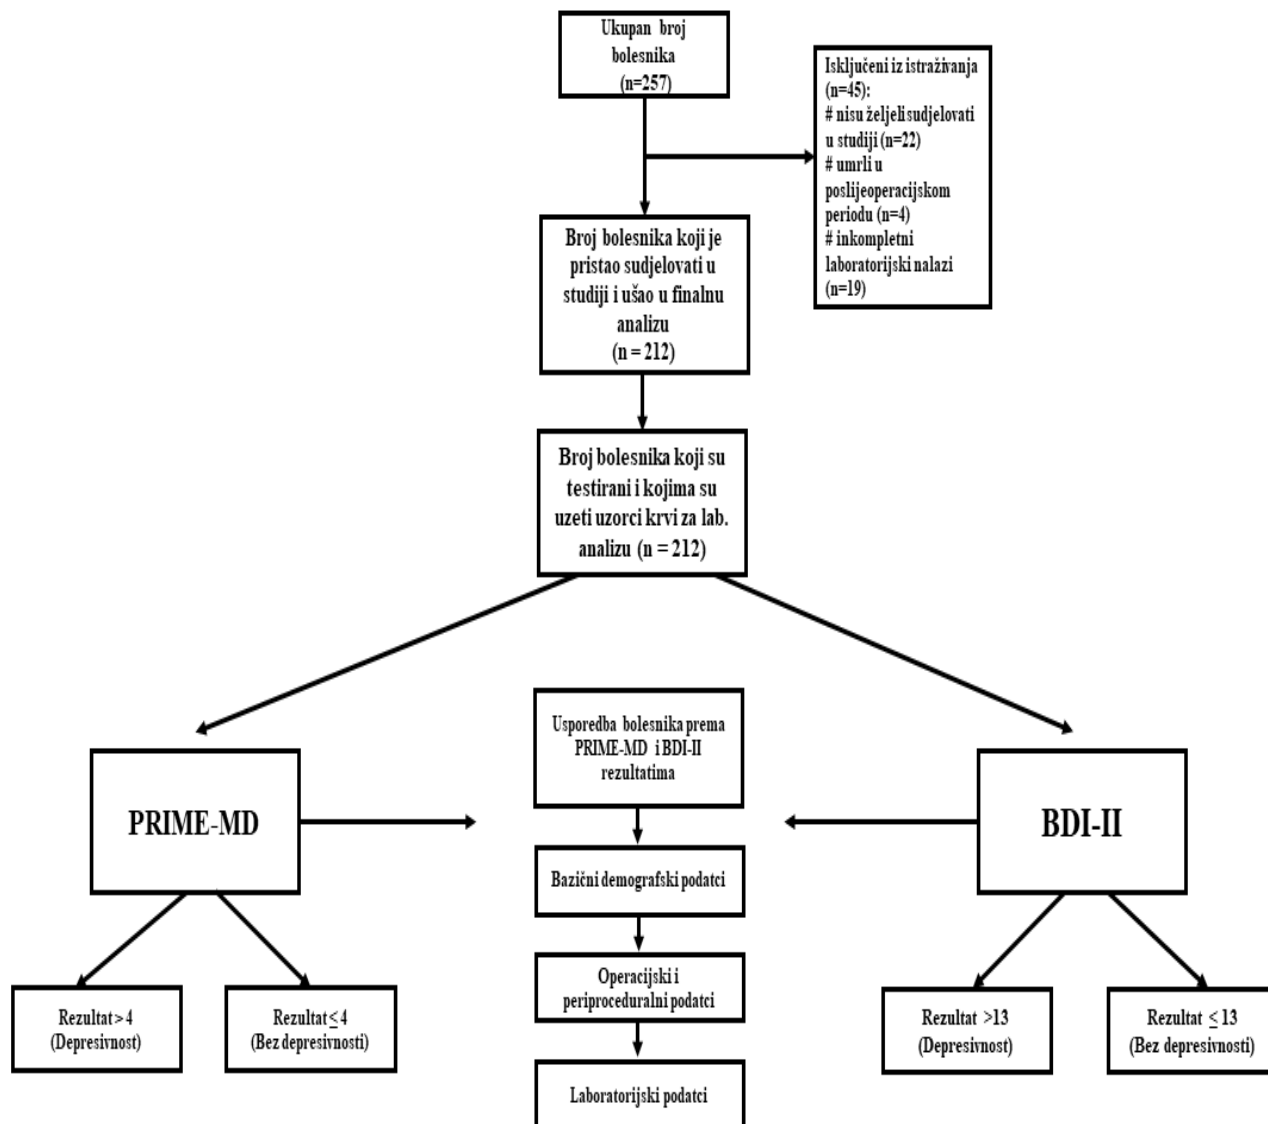 Ukupan broj
bolesnika
(n=257)
Isključeni iz istraživanja
(n=45):
# nisu željeli sudjelovati
u studiji (n=22)
# umrli u
poslijeoperacijskom
periodu (n=4)
# inkompletni
laboratorijski nalazi
(n=19)
Broj bolesnika koji je
pristao sudjelovati u
studiji i ušao u finalnu
analizu
(n = 212)
Broj bolesnika koji su
testirani i kojima su
uzeti uzorci krvi za lab.
analizu (n = 212)
Usporedba bolesnika prema
PRIME-MD i BDI-II
rezultatima
PRIME-MD
BDI-II
Bazični demografski podatci
Operacijski i
periproceduralni podatci
Laboratorijski podatci
Rezultat > 4
(Depresivnost)
Rezultat ≤ 4
(Bez depresivnosti)
Rezultat >13
(Depresivnost)
Rezultat ≤ 13
(Bez depresivnosti)